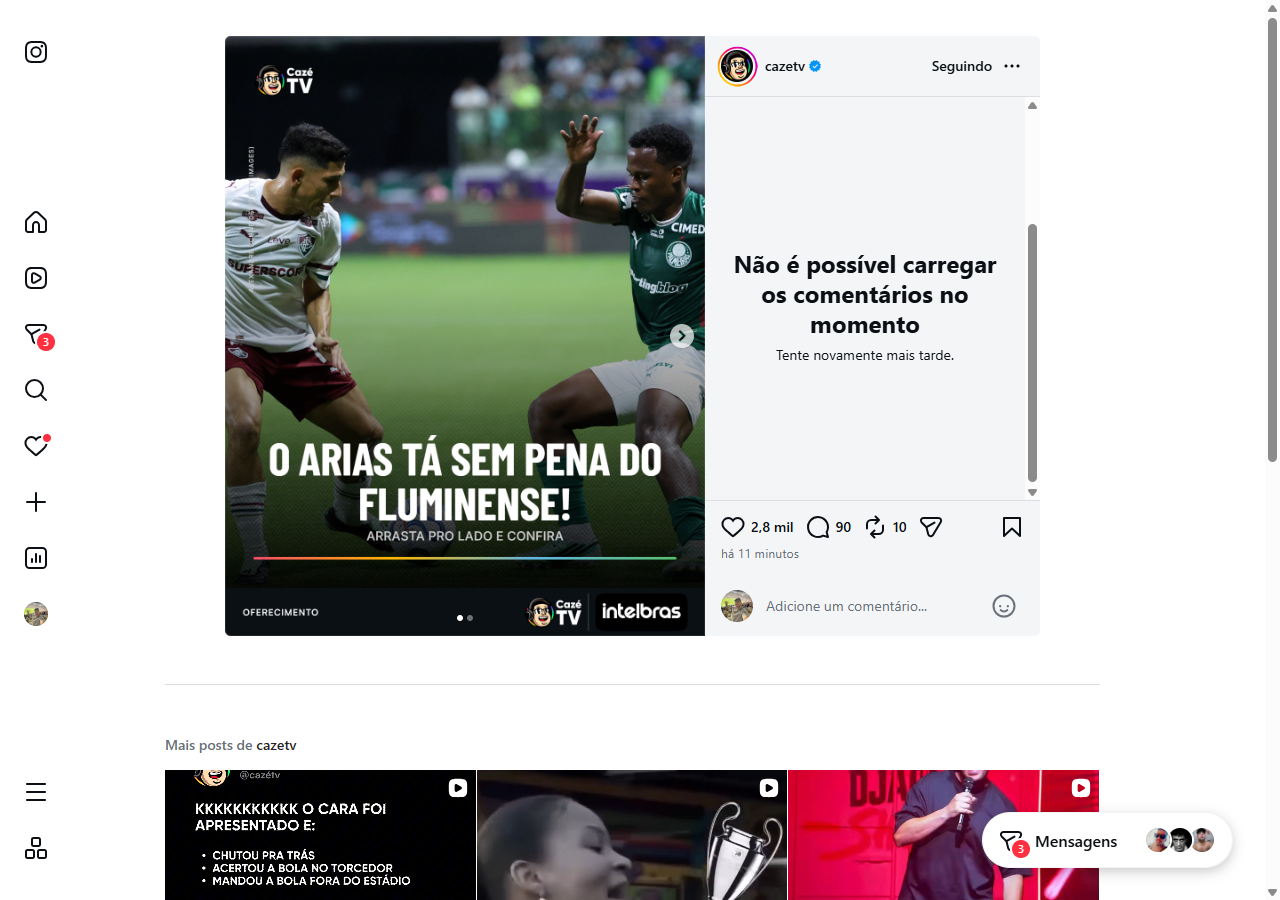 Cazé
TV
IMAGES)
cazetv
Seguindo
CIMED
SUPERSCO
3
Não é possível carregar
os comentários no
momento
Tente novamente mais tarde.
O ARIAS TÁ SEM PENA DO
FLUMINENSE!
ARRASTA PRO LADO E CONFIRA
2,8 mil
90
10
há 11 minutos
OFERECIMENTO
Cazé
TV
intelbras
Adicione um comentário...
Mais posts de cazetv
@cazétv
KKKKKKKKKKK O CARA FOI
APRESENTADO E:
• CHUTOU PRA TRÁS
• ACERTOU A BOLA NO TORCEDOR
• MANDOU A BOLA FORA DO ESTÁDIO
3
Mensagens